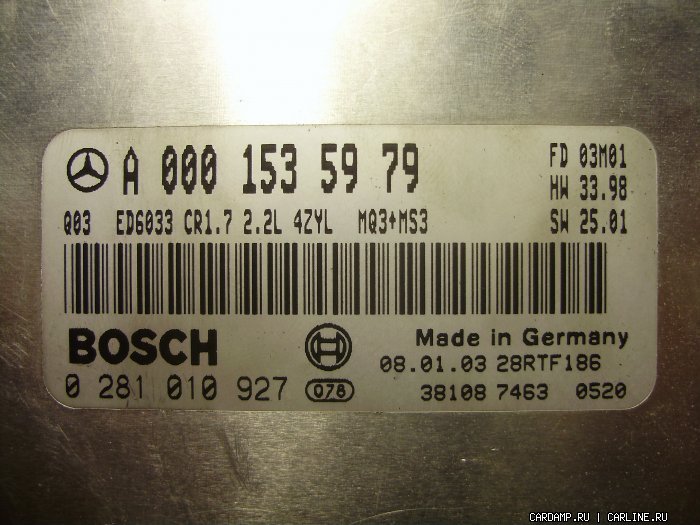 A 000 153 59 79
FD 03M01
HW 33.98
Q03 ED6033 CR1.7 2.2L 4ZYL MQ3+MS3
SW 25.01
BOSCH
Made in Germany
08.01.03 28RTF186
0 281 010 927 078
381087463 0520
CARDAMP.RU | CARLINE.RU